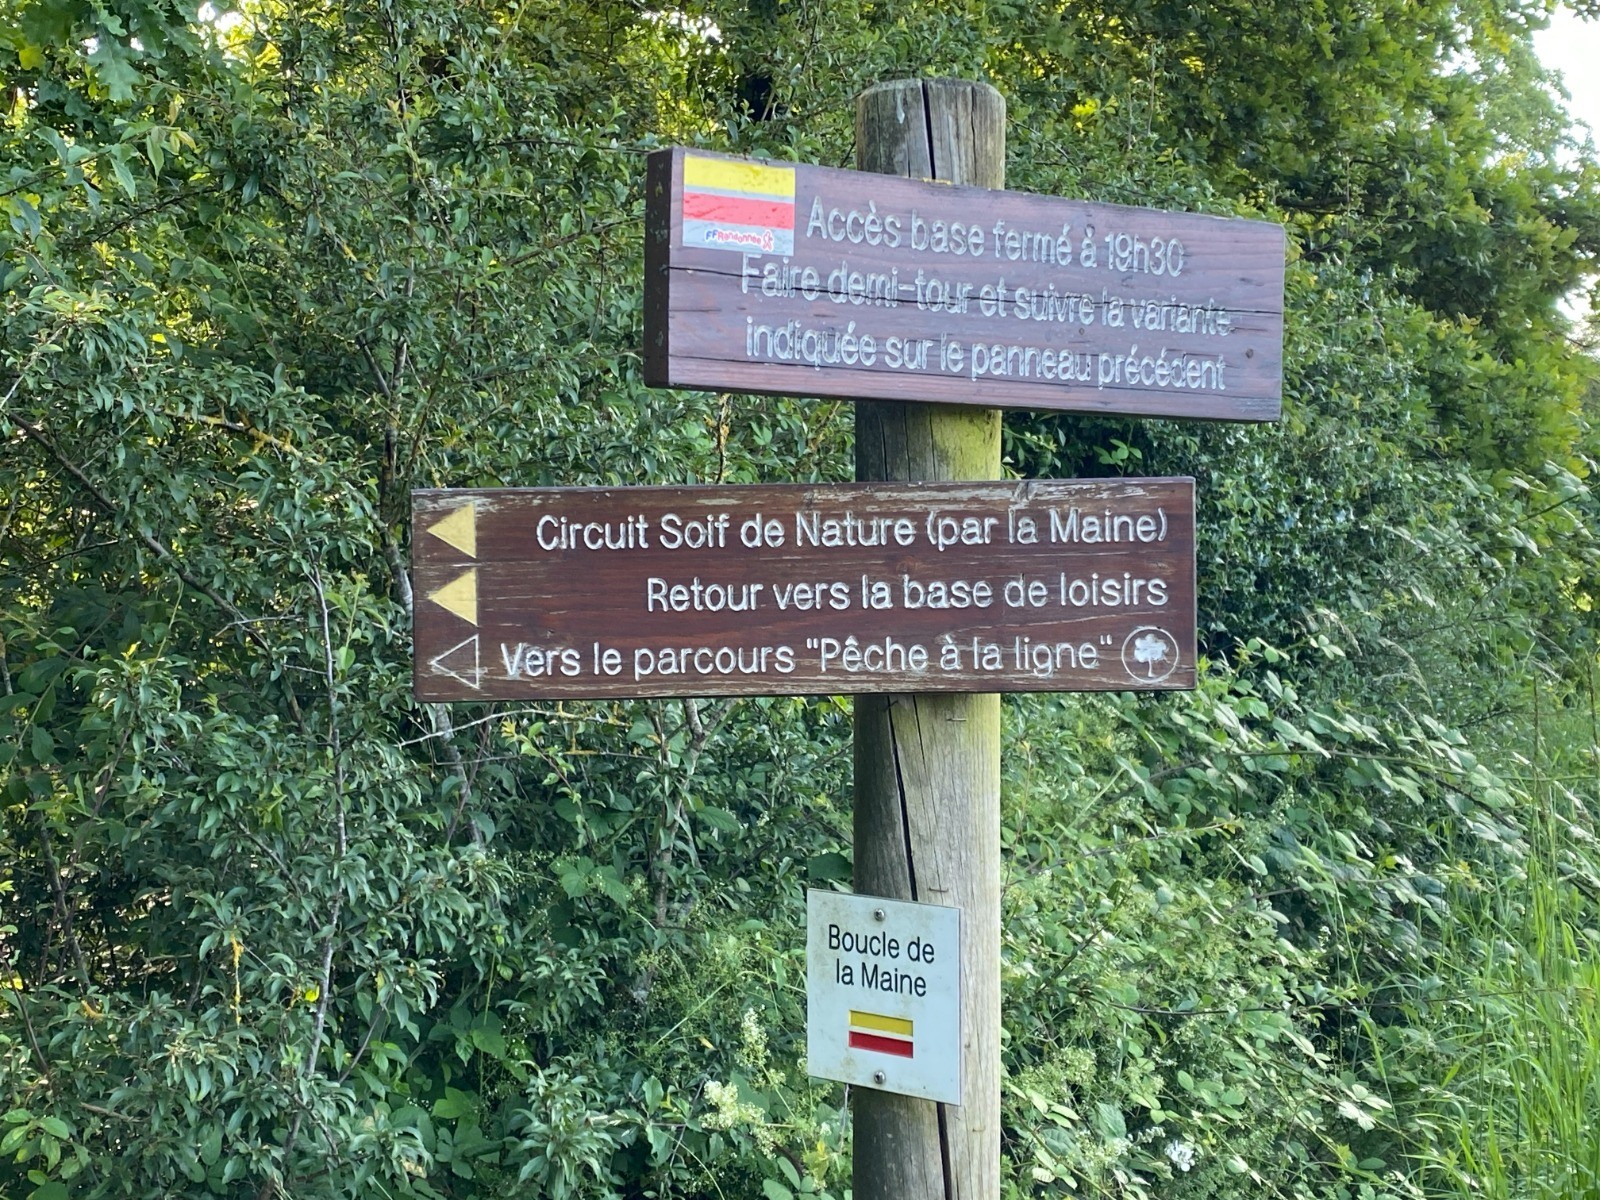 FFRandonnée
Accès base fermé à 19h30
Faire demi-tour et suivre la variante
indiquée sur le panneau précédent
Circuit Soif de Nature (par la Maine)
Retour vers la base de loisirs
Vers le parcours "Pêche à la ligne"
Boucle de
la Maine